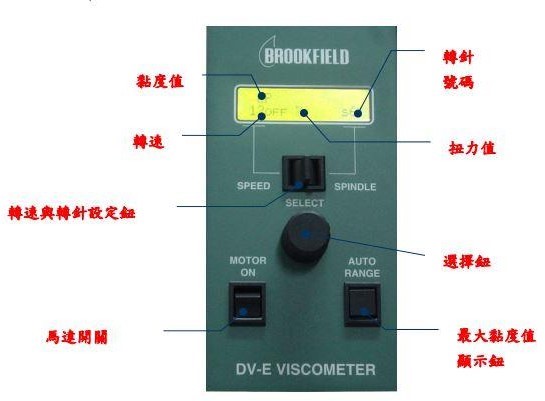 BROOKFIELD
黏度值
轉針
號碼
OFF
轉速
扭力值
SPEED
SPINDLE
SELECT
轉速與轉針設定鈕
選擇鈕
MOTOR
ON
AUTO
RANGE
馬達開關
最大黏度值
顯示鈕
DV-E VISCOMETER